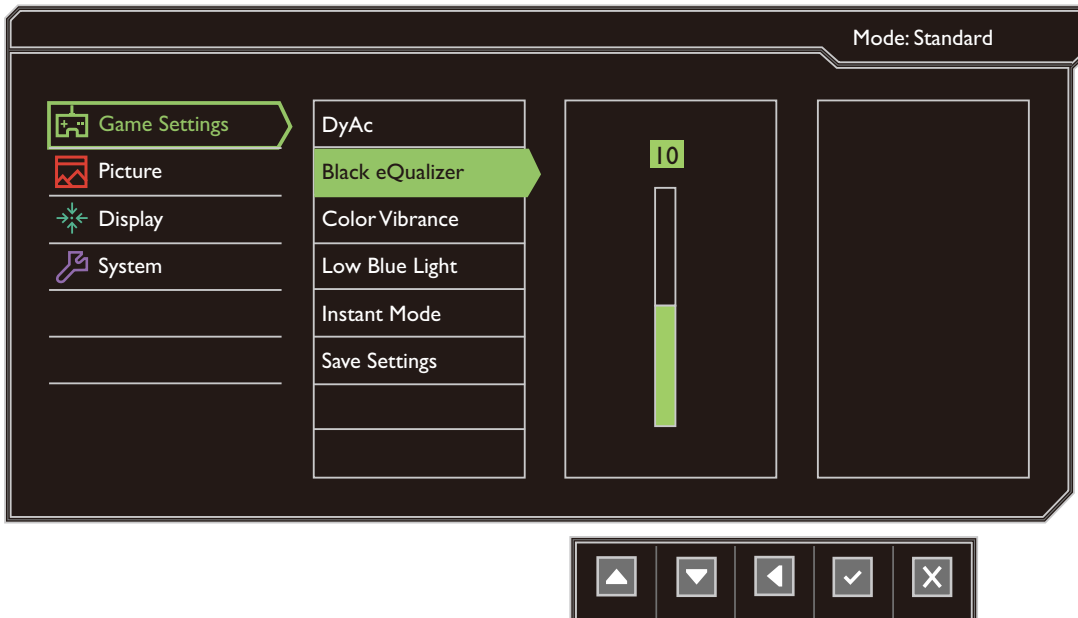 Mode: Standard
Game Settings
Picture
Display
System
DyAc
Black eQualizer
Color Vibrance
Low Blue Light
Instant Mode
Save Settings
10